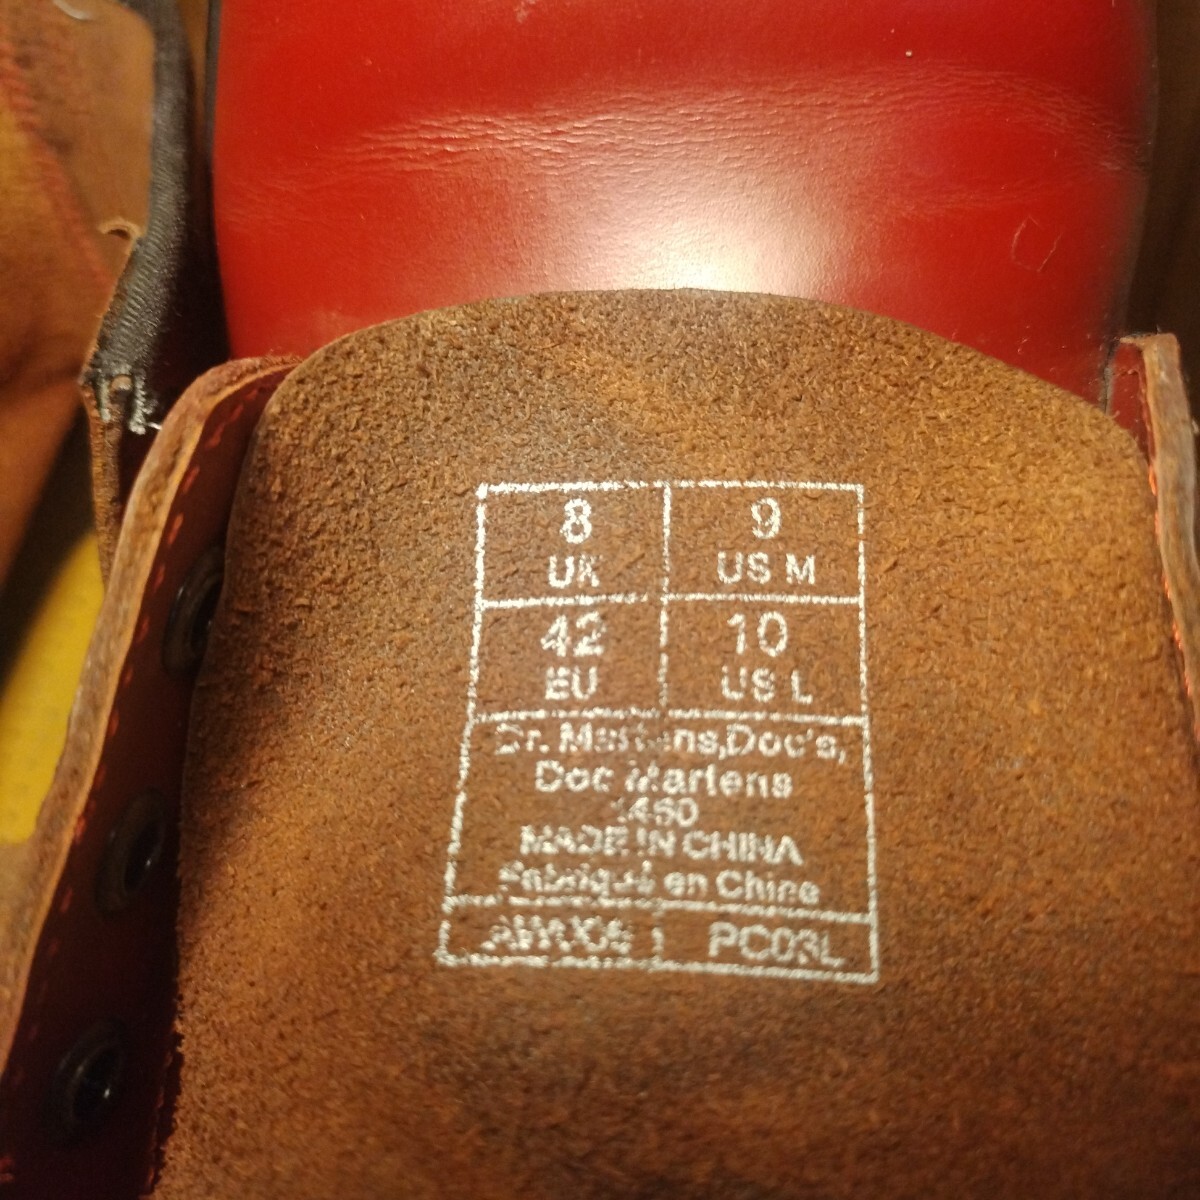 8 9
UK US M
42 10
EU US L
Dr. Martens,Doc's,
Doc Martens
1460
MADE IN CHINA
Fabriqué en Chine
PC03L